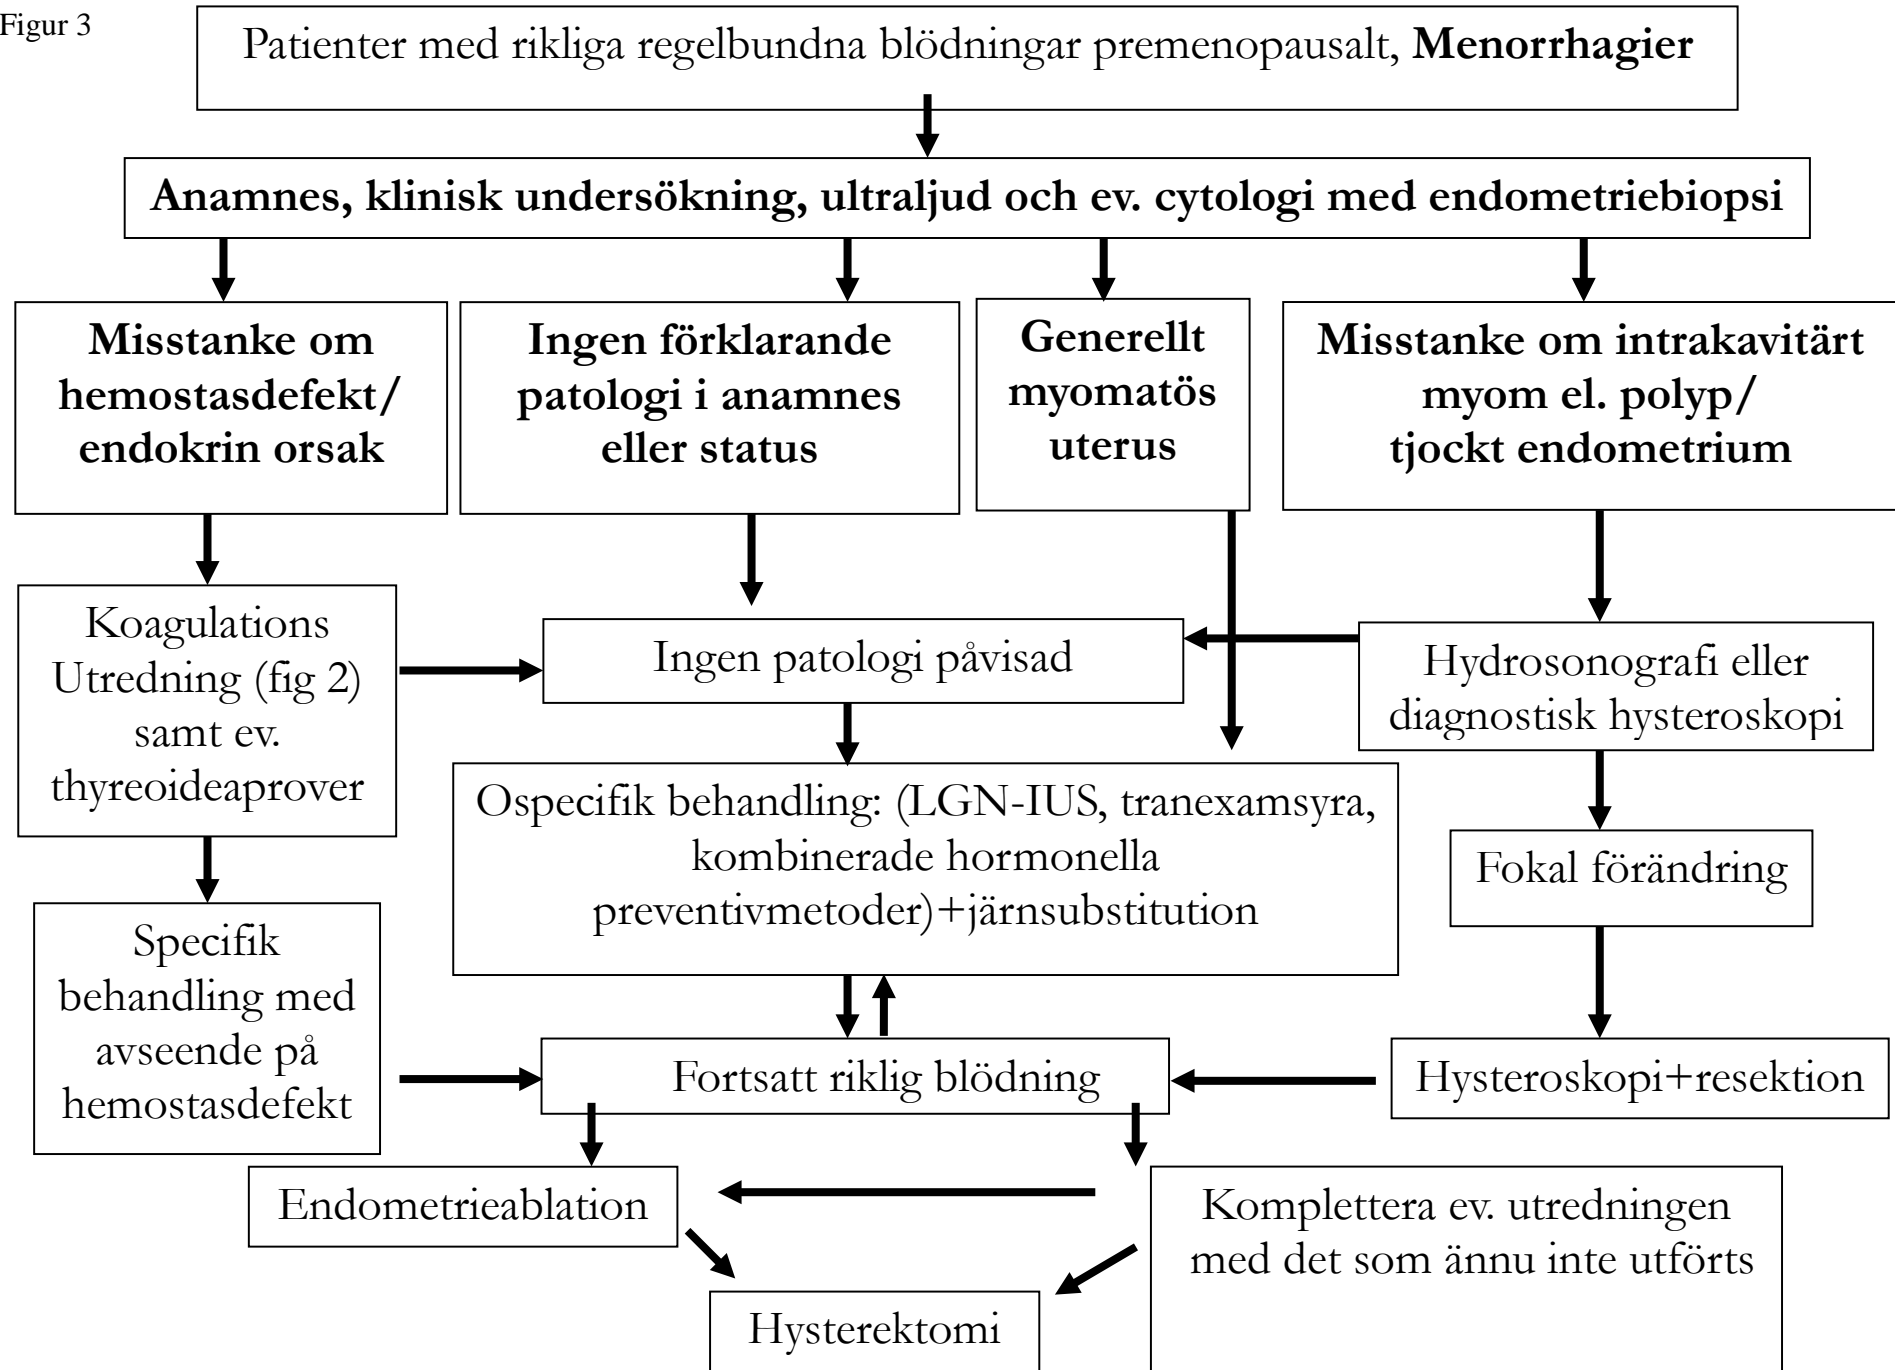 Figur 3
Patienter med rikliga regelbundna blödningar premenopausalt, Menorrhagier
Anamnes, klinisk undersökning, ultraljud och ev. cytologi med endometriebiopsi
Misstanke om
hemostasdefekt/
endokrin orsak
Ingen förklarande
patologi i anamnes
eller status
Generellt
myomatös
uterus
Misstanke om intrakavitärt
myom el. polyp/
tjockt endometrium
Koagulations
Utredning (fig 2)
samt ev.
thyreoideaprover
Ingen patologi påvisad
Hydrosonografi eller
diagnostisk hysteroskopi
Ospecifik behandling: (LGN-IUS, tranexamsyra,
kombinerade hormonella
preventivmetoder)+järnsubstitution
Fokal förändring
Specifik
behandling med
avseende på
hemostasdefekt
Fortsatt riklig blödning
Hysteroskopi+resektion
Endometrieablation
Komplettera ev. utredningen
med det som ännu inte utförts
Hysterektomi